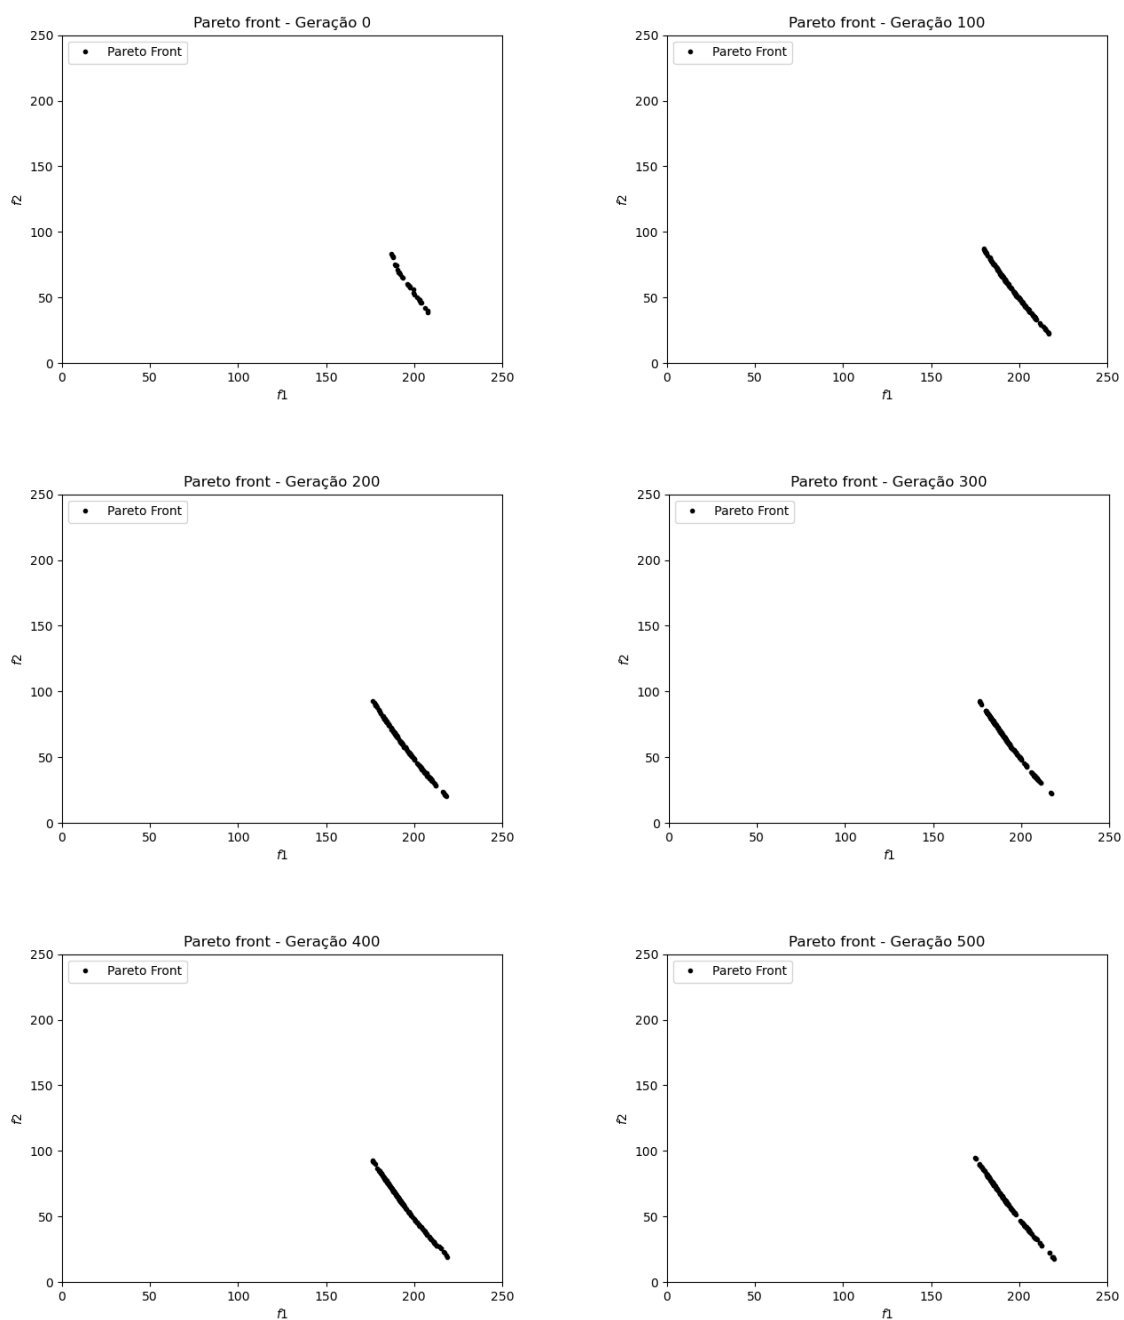 Pareto front - Geração 0
Pareto Front
250
200
150
100
50
0
f2
0 50 100 150 200 250
f1
Pareto front - Geração 100
Pareto Front
250
200
150
100
50
0
f2
0 50 100 150 200 250
f1
Pareto front - Geração 200
Pareto Front
250
200
150
100
50
0
f2
0 50 100 150 200 250
f1
Pareto front - Geração 300
Pareto Front
250
200
150
100
50
0
f2
0 50 100 150 200 250
f1
Pareto front - Geração 400
Pareto Front
250
200
150
100
50
0
f2
0 50 100 150 200 250
f1
Pareto front - Geração 500
Pareto Front
250
200
150
100
50
0
f2
0 50 100 150 200 250
f1